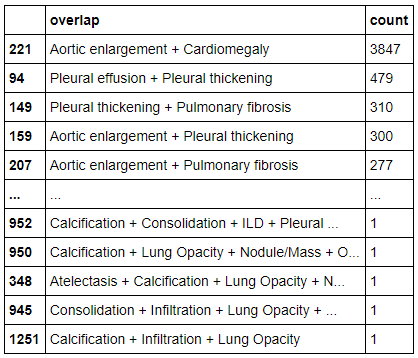 overlap count
221 Aortic enlargement + Cardiomegaly 3847
94 Pleural effusion + Pleural thickening 479
149 Pleural thickening + Pulmonary fibrosis 310
159 Aortic enlargement + Pleural thickening 300
207 Aortic enlargement + Pulmonary fibrosis 277
... ... ...
952 Calcification + Consolidation + ILD + Pleural ... 1
950 Calcification + Lung Opacity + Nodule/Mass + O... 1
348 Atelectasis + Calcification + Lung Opacity + N... 1
945 Consolidation + Infiltration + Lung Opacity + ... 1
1251 Calcification + Infiltration + Lung Opacity 1